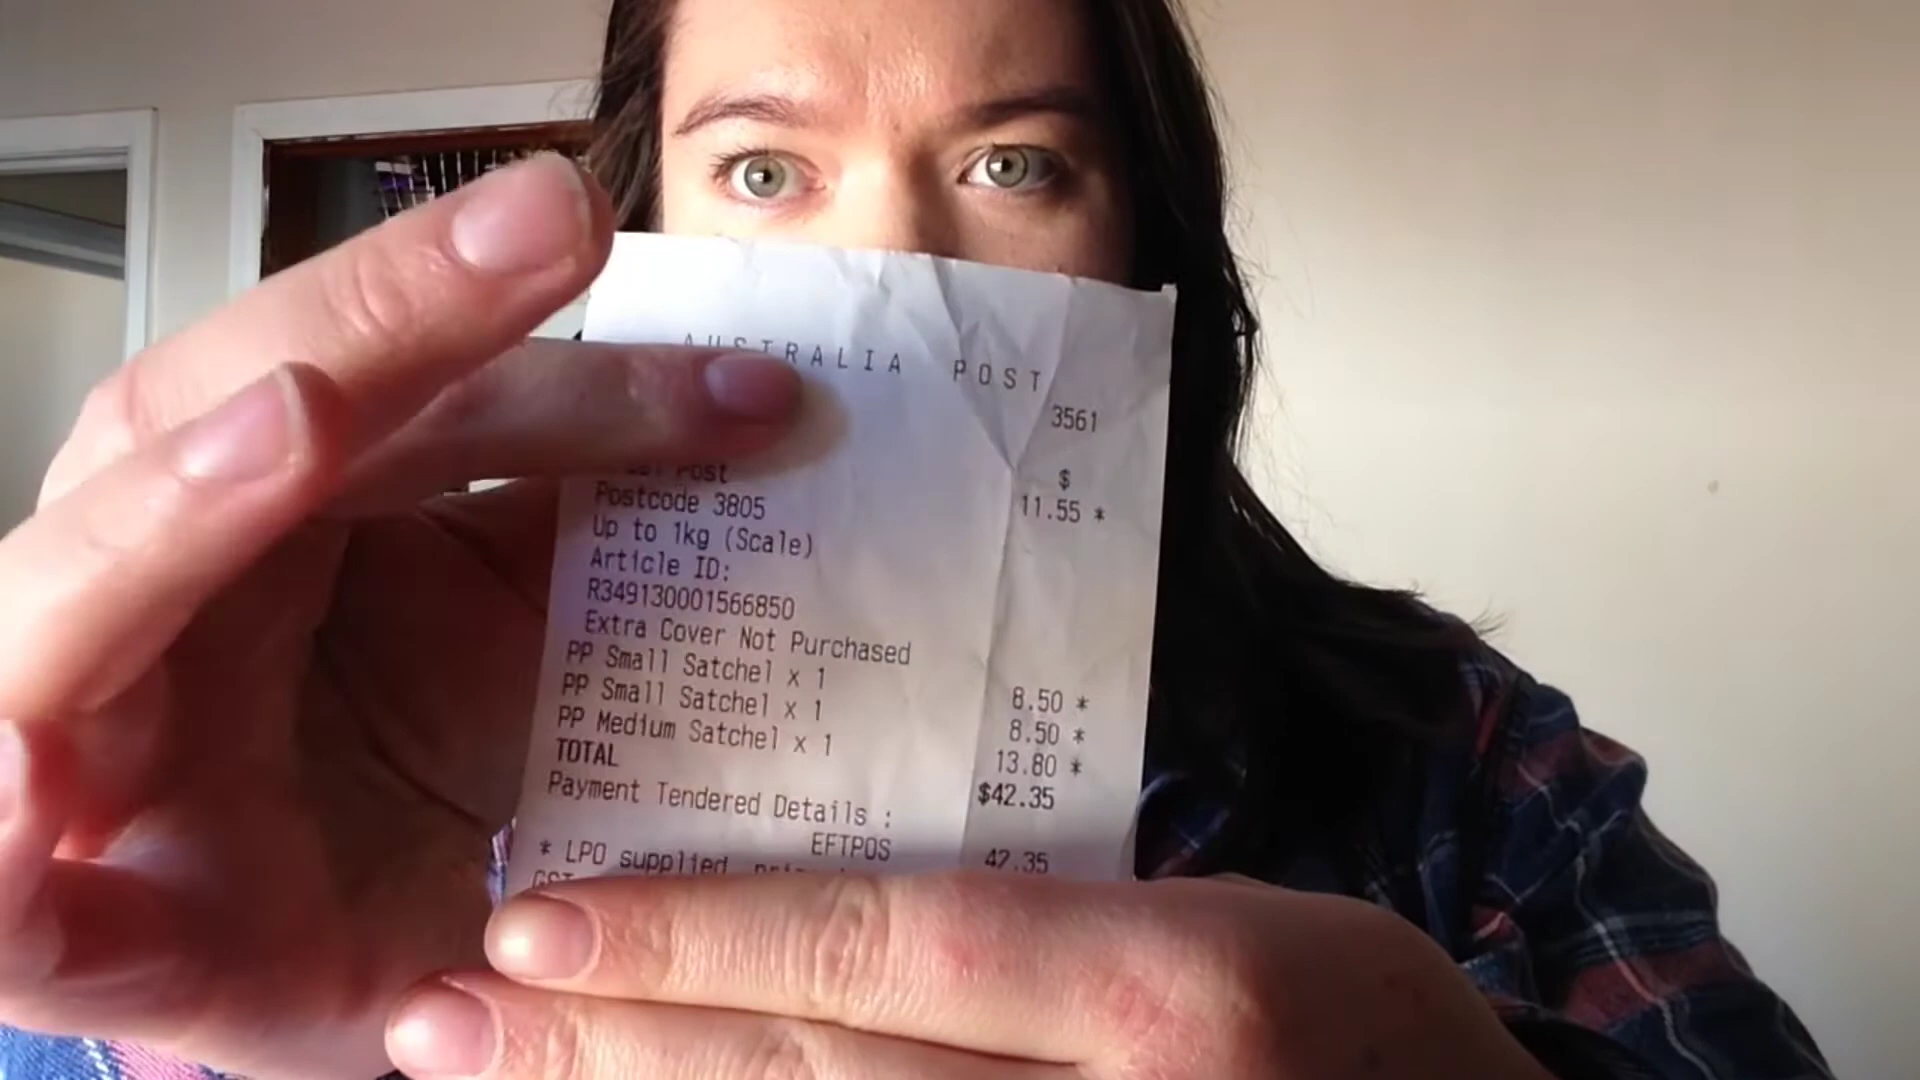 AUSTRALIA POST
3561
Post $
Postcode 3805 11.55 *
Up to 1kg (Scale)
Article ID:
R349130001566850
Extra Cover Not Purchased
PP Small Satchel x 1 8.50 *
PP Small Satchel x 1 8.50 *
PP Medium Satchel x 1 13.80 *
TOTAL $42.35
Payment Tendered Details :
EFTPOS 42.35
* LPO supplied
GST